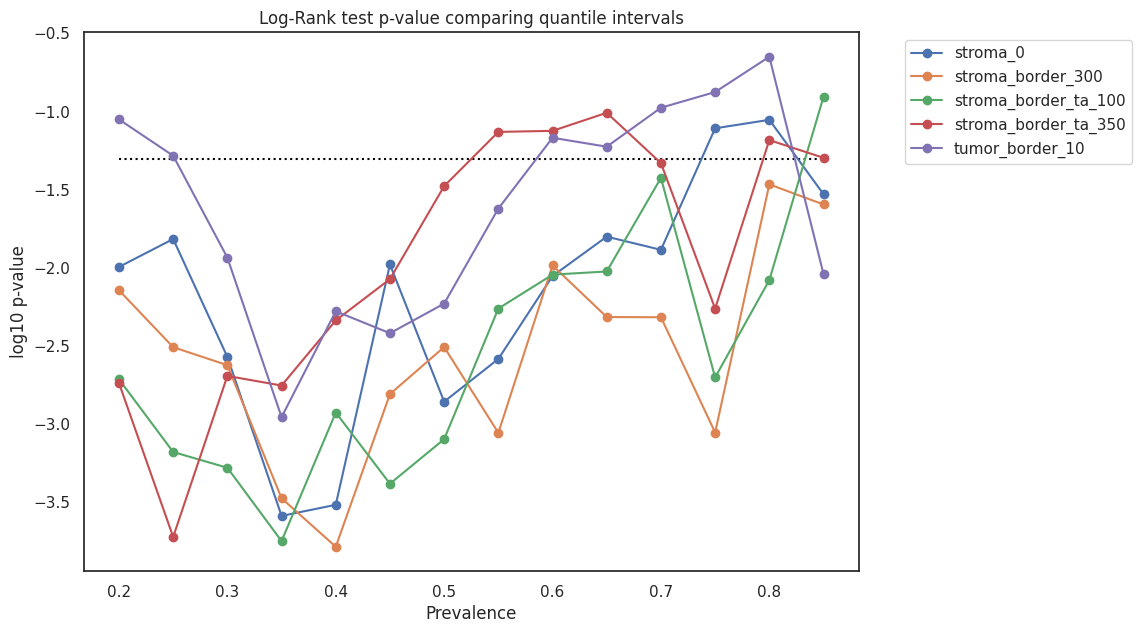 Log-Rank test p-value comparing quantile intervals
−0.5
−1.0
−1.5
−2.0
−2.5
−3.0
−3.5
log10 p-value
0.2 0.3 0.4 0.5 0.6 0.7 0.8
Prevalence
stroma_0
stroma_border_300
stroma_border_ta_100
stroma_border_ta_350
tumor_border_10